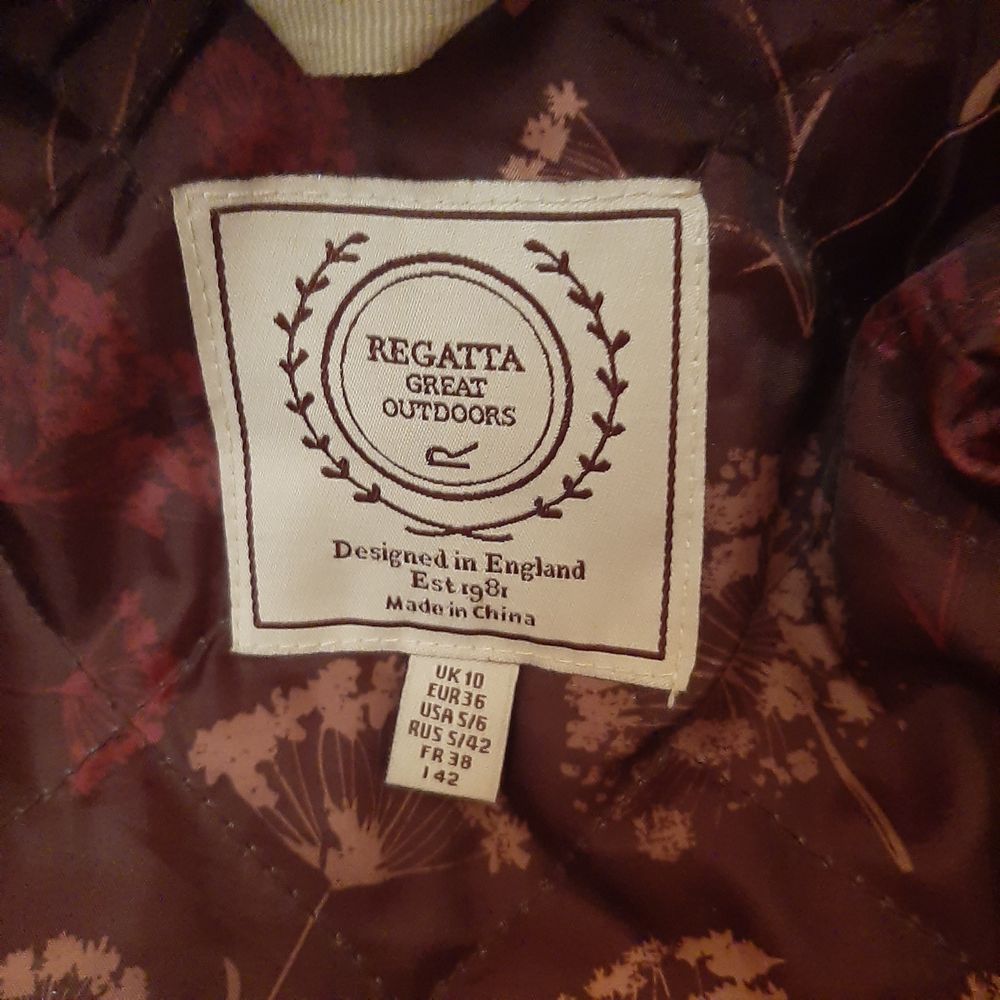 REGATTA
GREAT
OUTDOORS
R
Designed in England
Est 1981
Made in China
UK 10
EUR 36
USA S/6
RUS S/42
FR 38
I 42